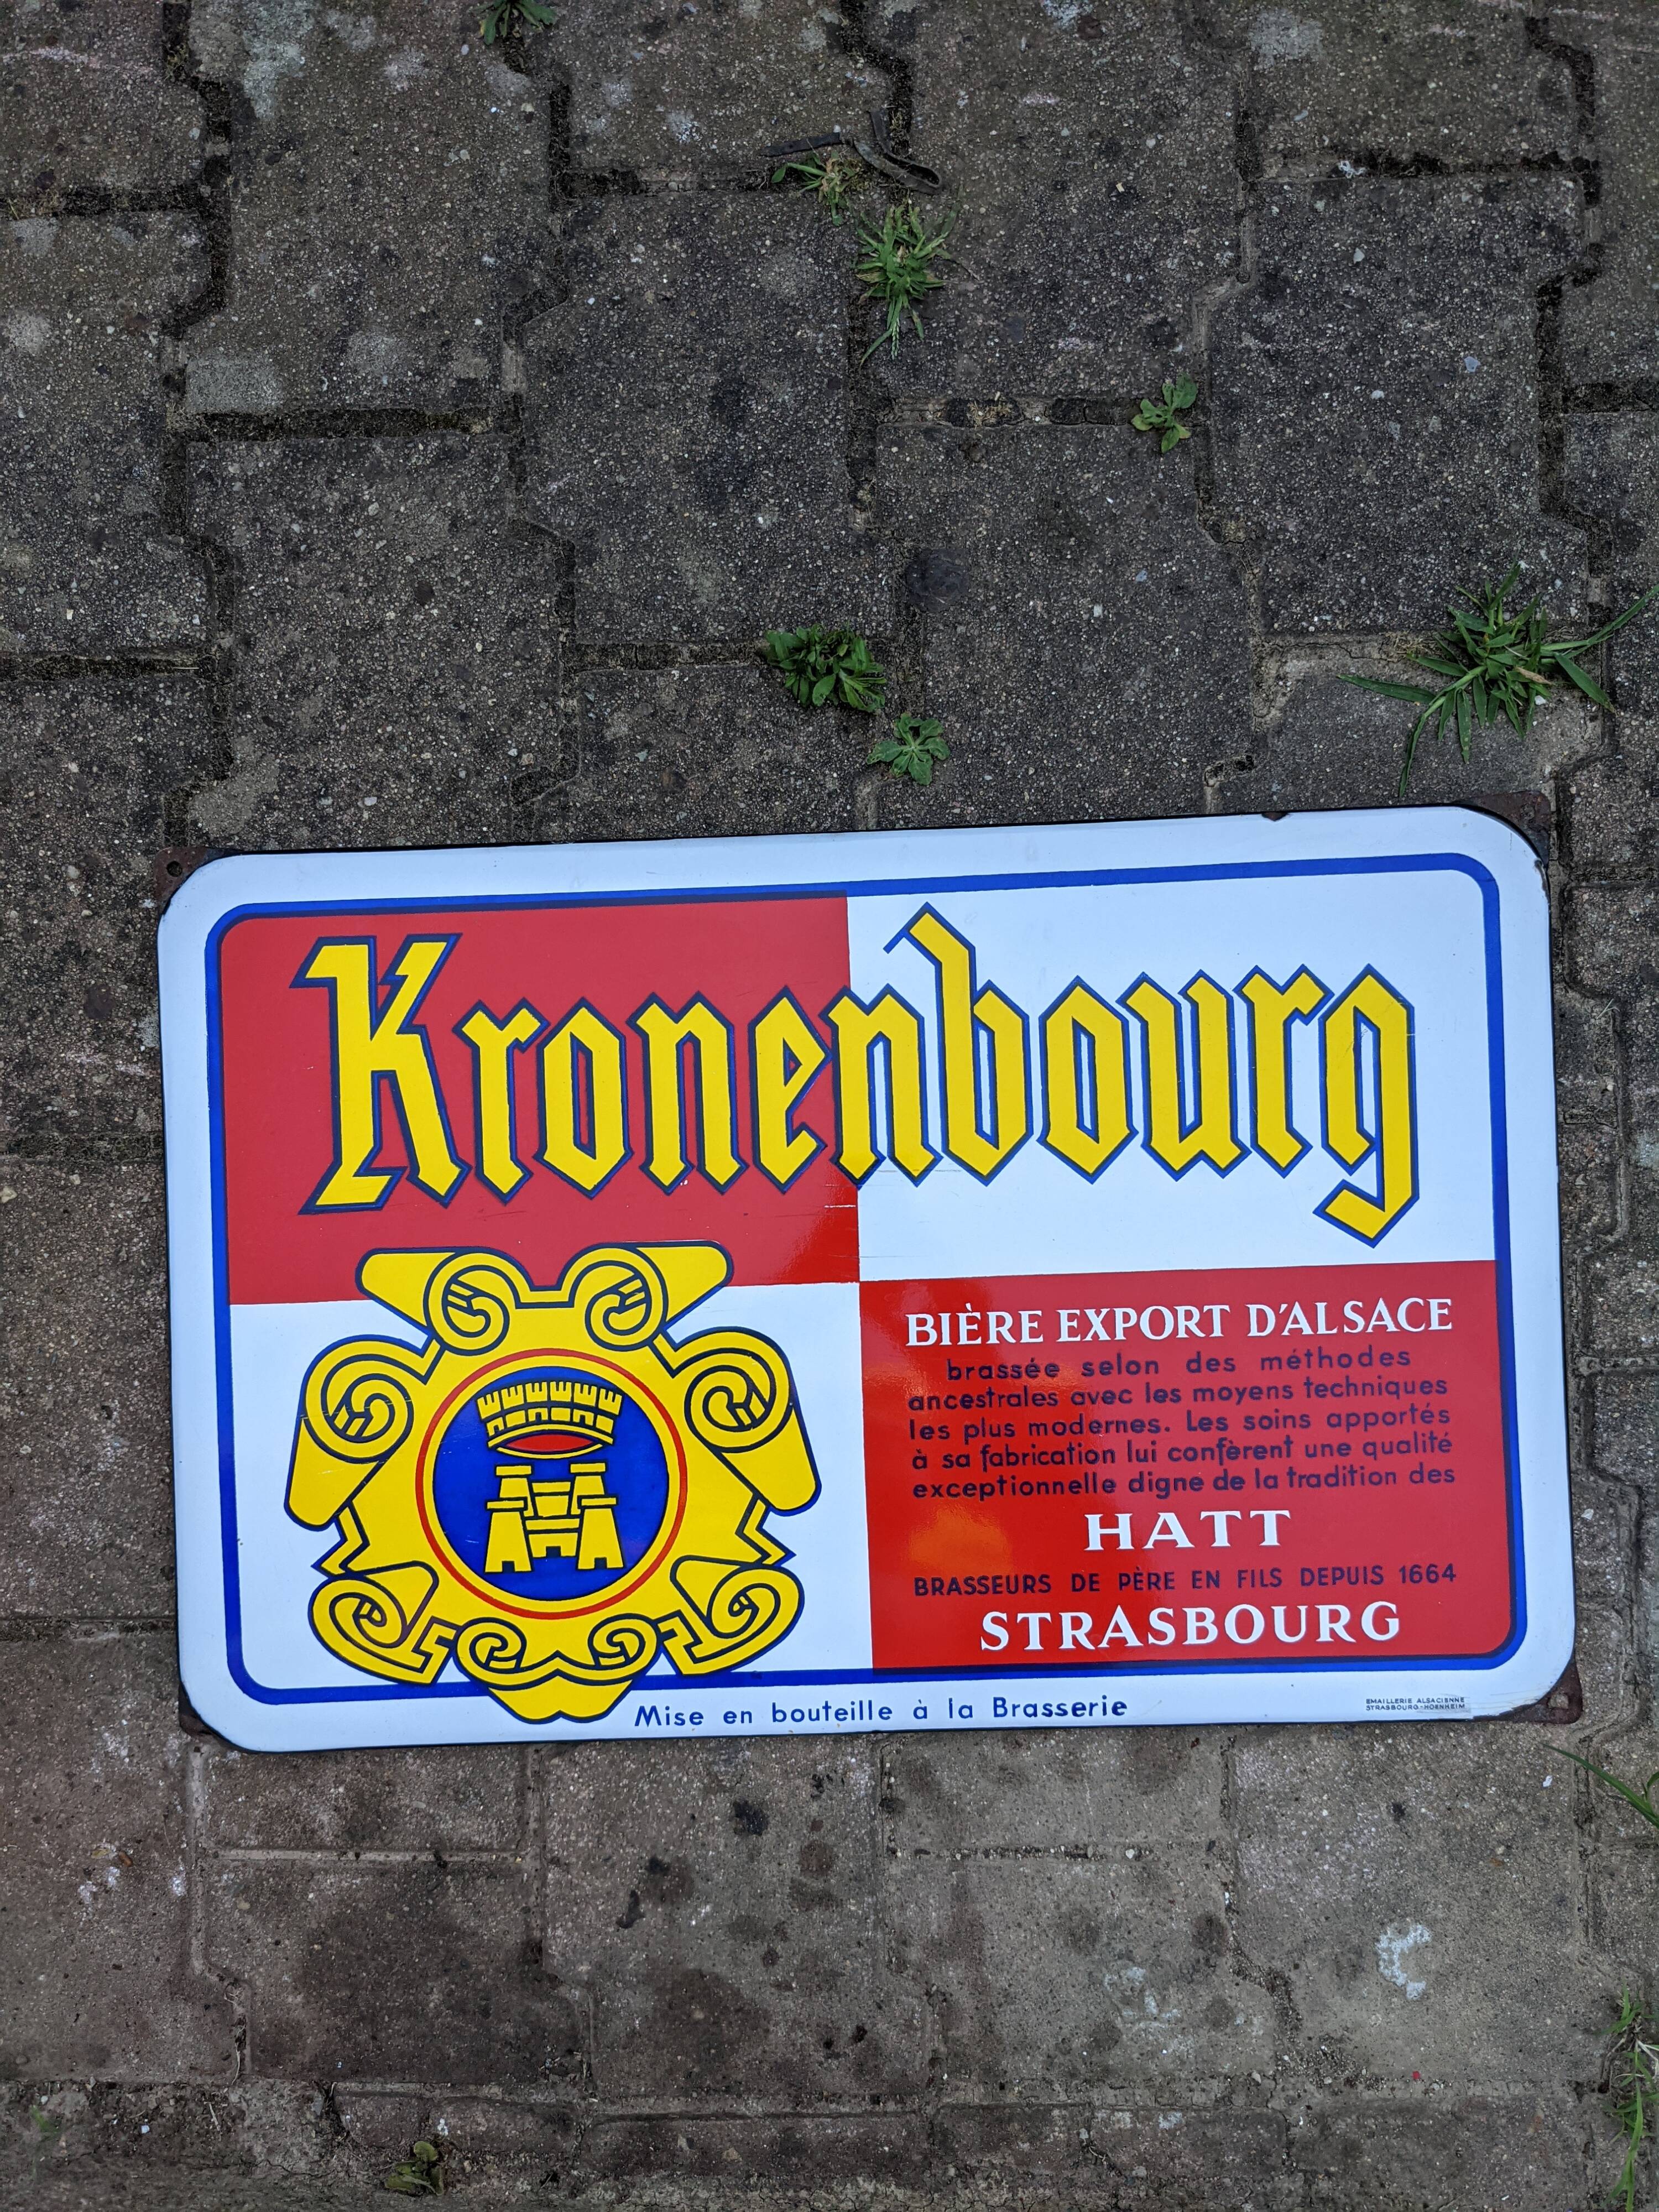 Kronenbourg
BIÈRE EXPORT D'ALSACE
brassée selon des méthodes
ancestrales avec les moyens techniques
les plus modernes. Les soins apportés
à sa fabrication lui confèrent une qualité
exceptionnelle digne de la tradition des
HATT
BRASSEURS DE PÈRE EN FILS DEPUIS 1664
STRASBOURG
Mise en bouteille à la Brasserie
EMAILLERIE ALSACIENNE
STRASBOURG-HOENHEIM